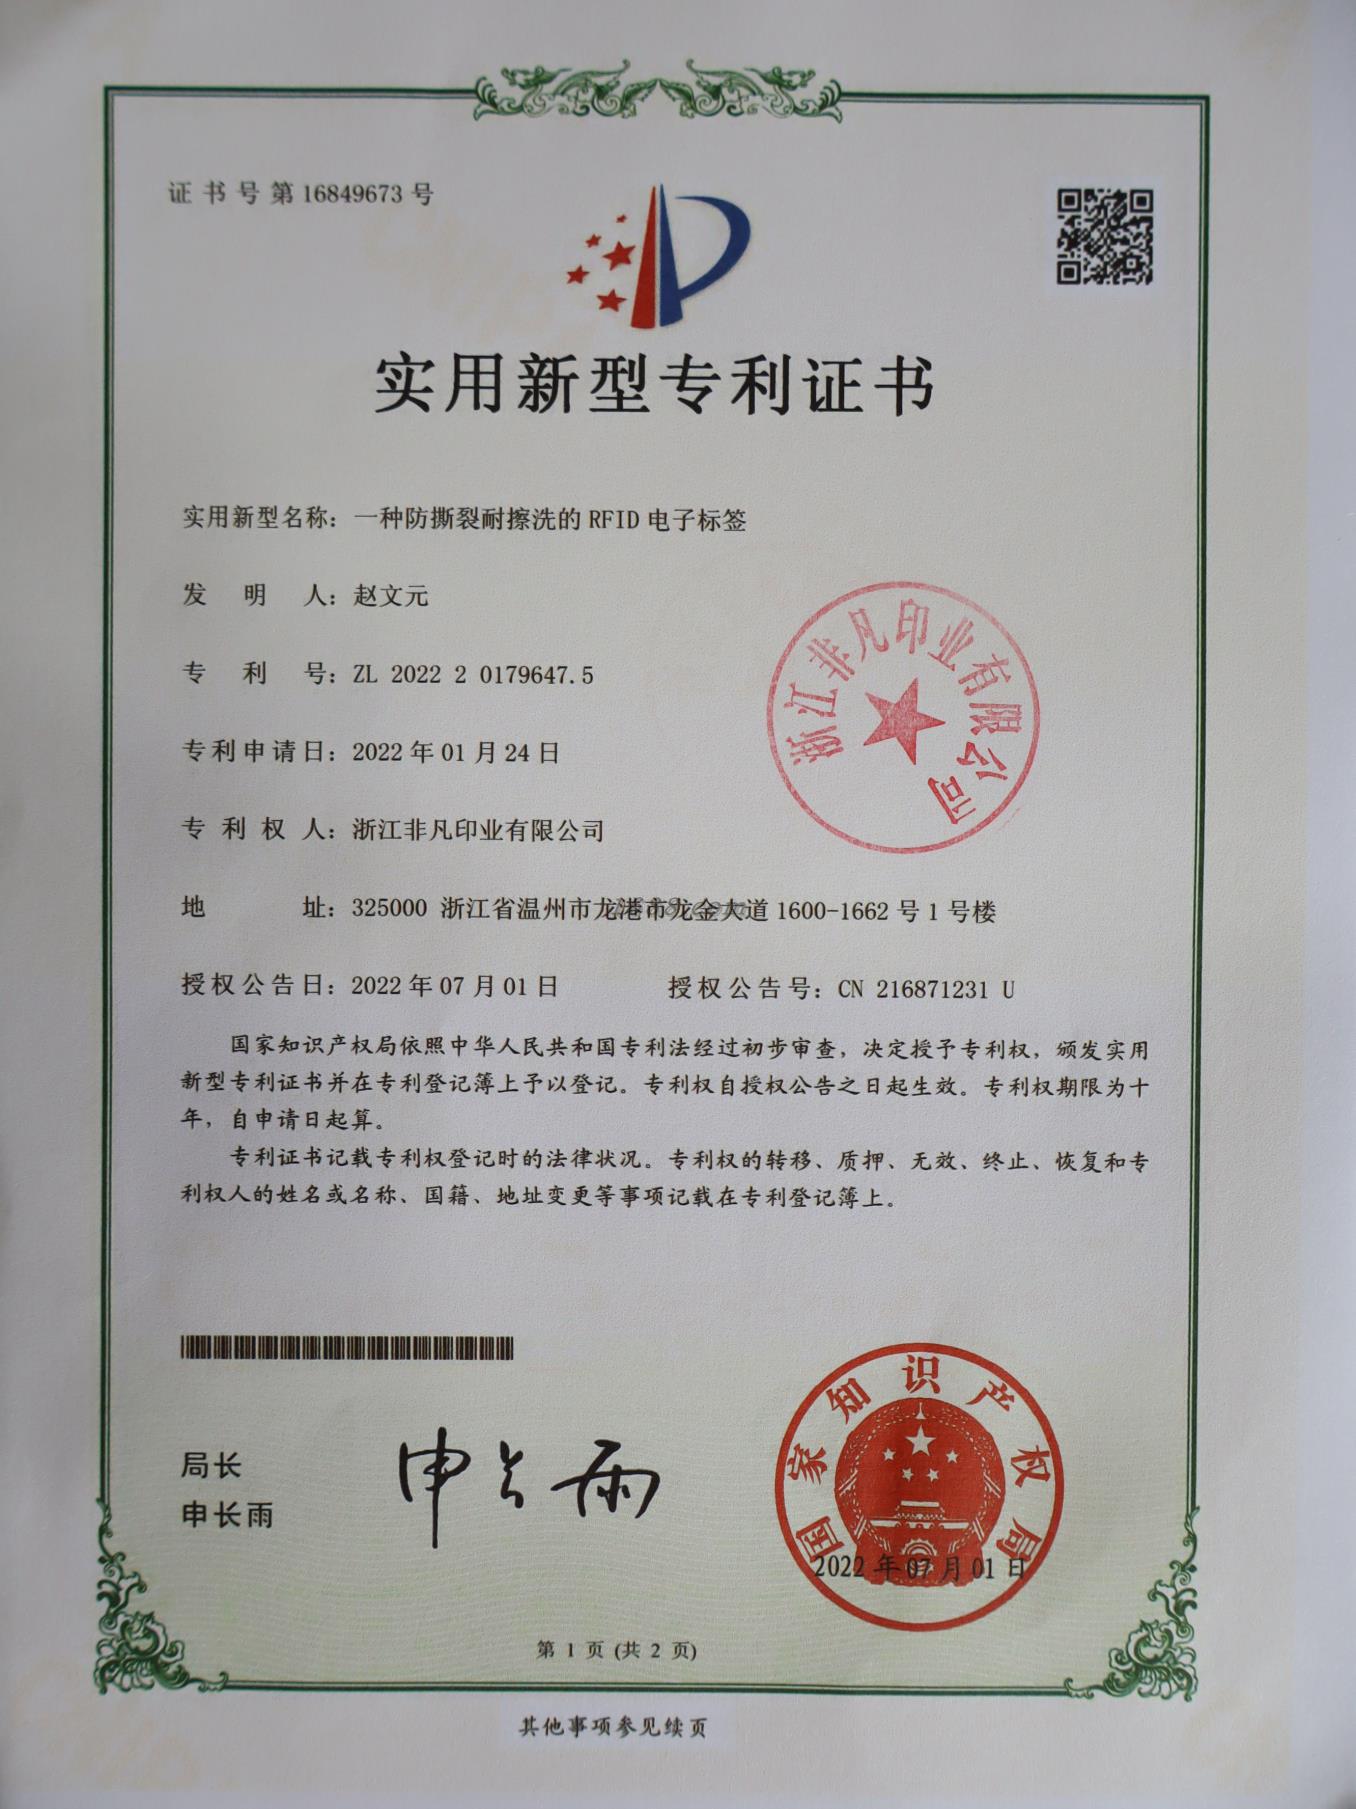 证书号第16849673号
实用新型专利证书
实用新型名称：一种防撕裂耐擦洗的RFID电子标签
发明人：赵文元
专利号：ZL 2022 2 0179647.5
专利申请日：2022年01月24日
专利权人：浙江非凡印业有限公司
浙江非凡印业有限公司
地址：325000 浙江省温州市龙港市龙金大道1600-1662号1号楼
授权公告日：2022年07月01日 授权公告号：CN 216871231 U
国家知识产权局依照中华人民共和国专利法经过初步审查，决定授予专利权，颁发实用
新型专利证书并在专利登记簿上予以登记。专利权自授权公告之日起生效。专利权期限为十
年，自申请日起算。
专利证书记载专利权登记时的法律状况。专利权的转移、质押、无效、终止、恢复和专
利权人的姓名或名称、国籍、地址变更等事项记载在专利登记簿上。
局长
申长雨
申长雨
国家知识产权局
2022年07月01日
第 1 页 (共 2 页)
其他事项参见续页